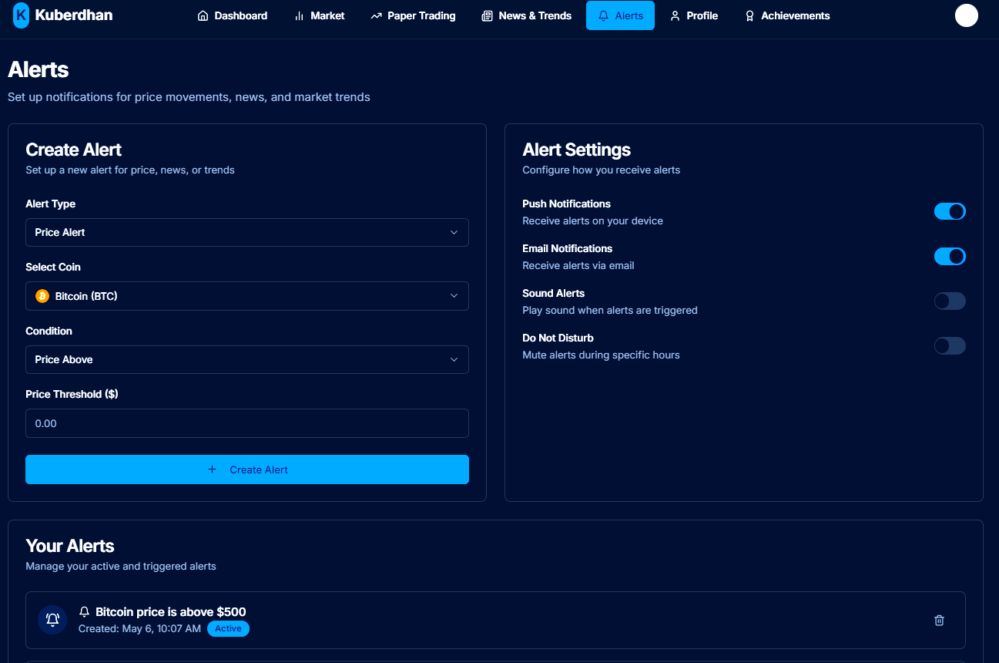 K Kuberdhan
Dashboard Market Paper Trading News & Trends Alerts Profile Achievements
Alerts
Set up notifications for price movements, news, and market trends
Create Alert
Set up a new alert for price, news, or trends
Alert Type
Price Alert
Select Coin
Bitcoin (BTC)
Condition
Price Above
Price Threshold ($)
0.00
+ Create Alert
Alert Settings
Configure how you receive alerts
Push Notifications
Receive alerts on your device
Email Notifications
Receive alerts via email
Sound Alerts
Play sound when alerts are triggered
Do Not Disturb
Mute alerts during specific hours
Your Alerts
Manage your active and triggered alerts
Bitcoin price is above $500
Created: May 6, 10:07 AM Active